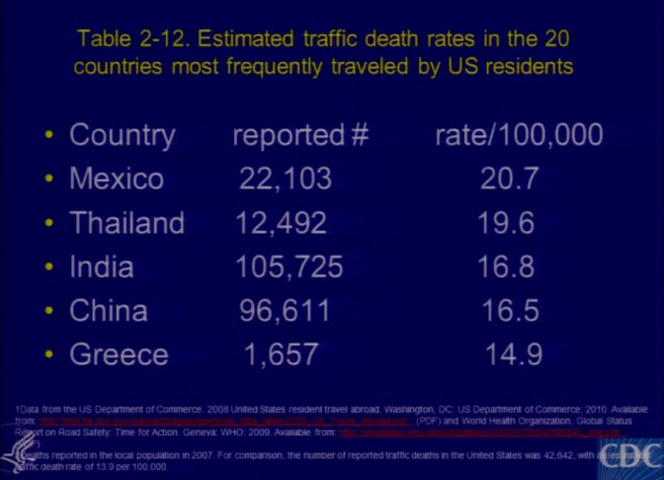 Table 2-12. Estimated traffic death rates in the 20
countries most frequently traveled by US residents
• Country reported # rate/100,000
• Mexico 22,103 20.7
• Thailand 12,492 19.6
• India 105,725 16.8
• China 96,611 16.5
• Greece 1,657 14.9
1Data from the US Department of Commerce. 2008 United States resident travel abroad. Washington, DC: US Department of Commerce; 2010. Available
from: (PDF) and World Health Organization. Global Status
Report on Road Safety: Time for Action. Geneva: WHO; 2009. Available from:
deaths reported in the local population in 2007. For comparison, the number of reported traffic deaths in the United States was 42,642, with
traffic death rate of 13.9 per 100,000
CDC